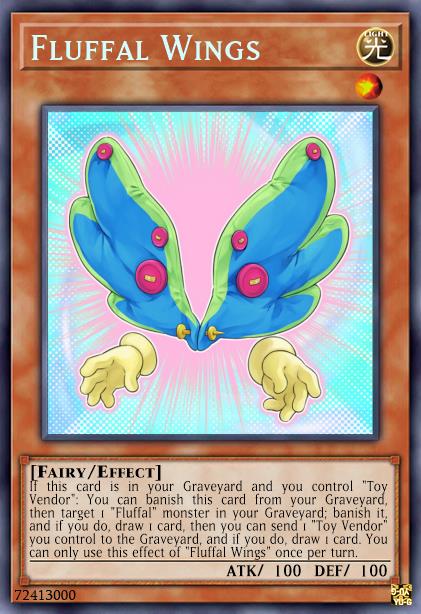 Fluffal Wings
LIGHT
光
[Fairy/Effect]
If this card is in your Graveyard and you control "Toy
Vendor": You can banish this card from your Graveyard,
then target 1 "Fluffal" monster in your Graveyard; banish it,
and if you do, draw 1 card, then you can send 1 "Toy Vendor"
you control to the Graveyard, and if you do, draw 1 card. You
can only use this effect of "Fluffal Wings" once per turn.
ATK/ 100 DEF/ 100
72413000